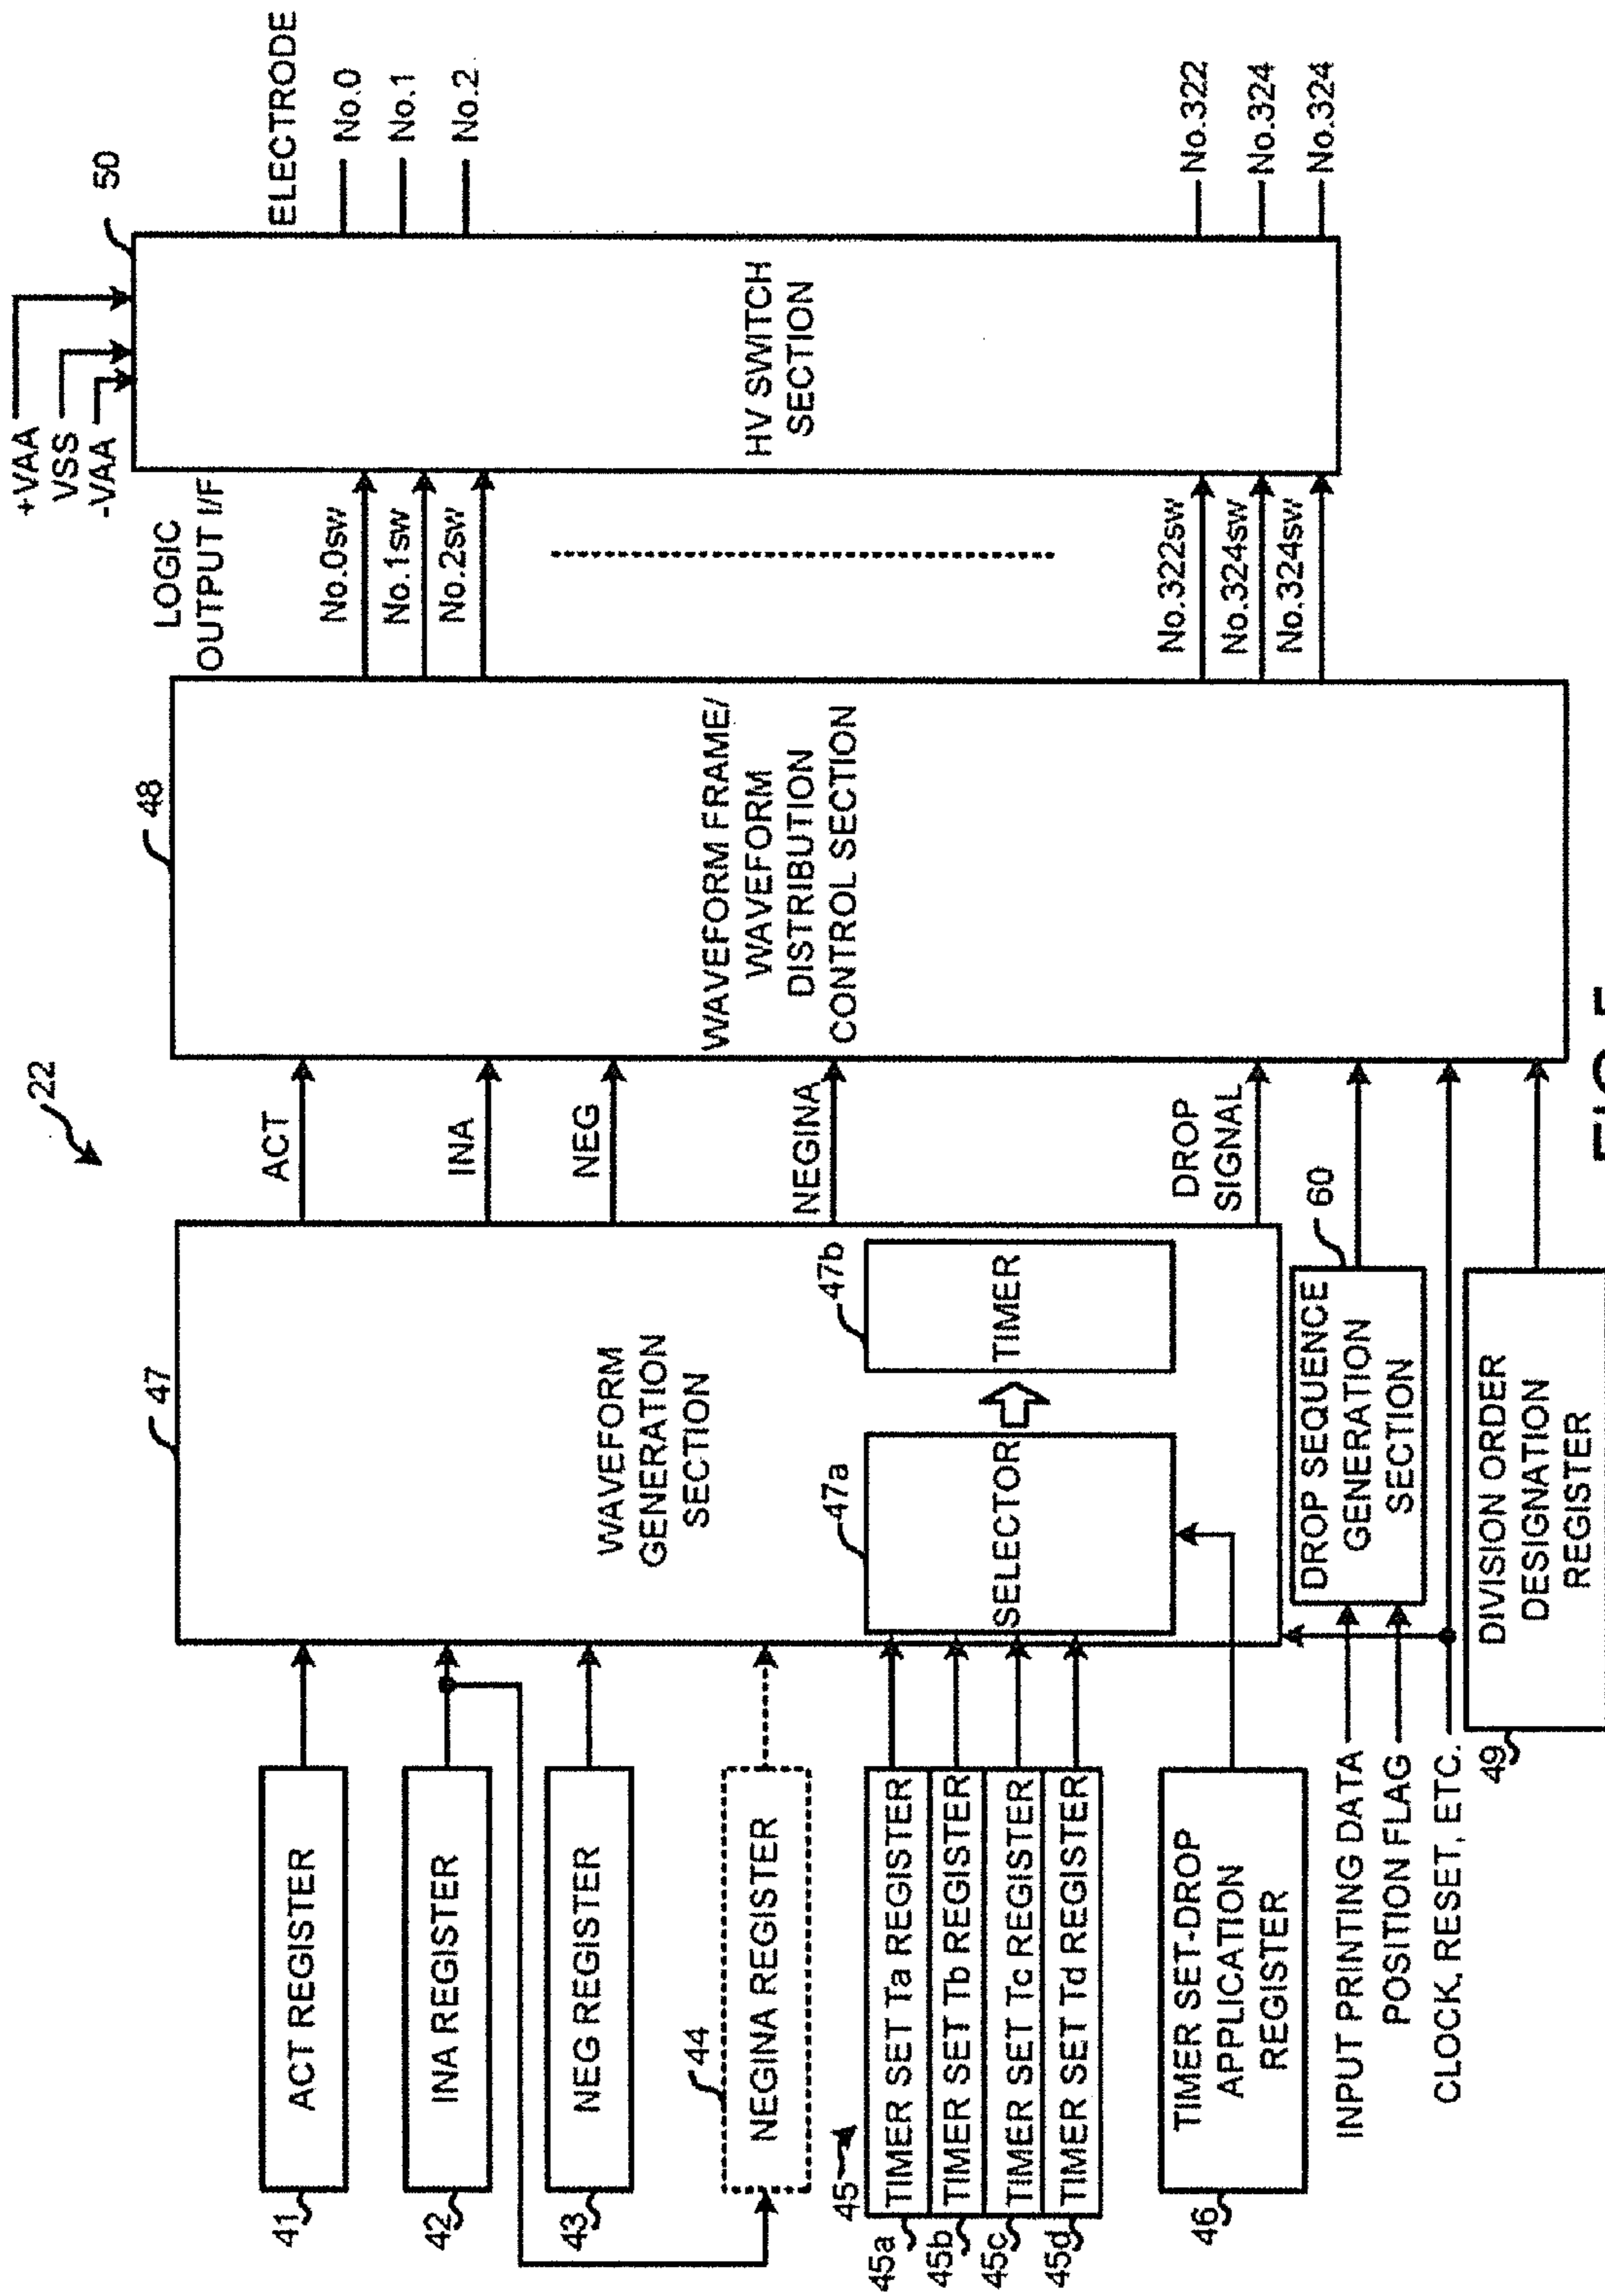 22
+VAA
VSS
-VAA
50
ELECTRODE
No.0
No.1
No.2
No.322
No.324
No.324
HV SWITCH
SECTION
LOGIC
OUTPUT I/F
No.0sw
No.1sw
No.2sw
No.322sw
No.324sw
No.324sw
48
WAVEFORM FRAME/
WAVEFORM
DISTRIBUTION
CONTROL SECTION
ACT
INA
NEG
NEGINA
DROP
SIGNAL
47
WAVEFORM
GENERATION
SECTION
47a
SELECTOR
47b
TIMER
60
DROP SEQUENCE
GENERATION
SECTION
DIVISION ORDER
DESIGNATION
REGISTER
49
41
ACT REGISTER
42
INA REGISTER
43
NEG REGISTER
44
NEGINA REGISTER
45
45a
TIMER SET Ta REGISTER
45b
TIMER SET Tb REGISTER
45c
TIMER SET Tc REGISTER
45d
TIMER SET Td REGISTER
46
TIMER SET-DROP
APPLICATION
REGISTER
INPUT PRINTING DATA
POSITION FLAG
CLOCK, RESET, ETC.